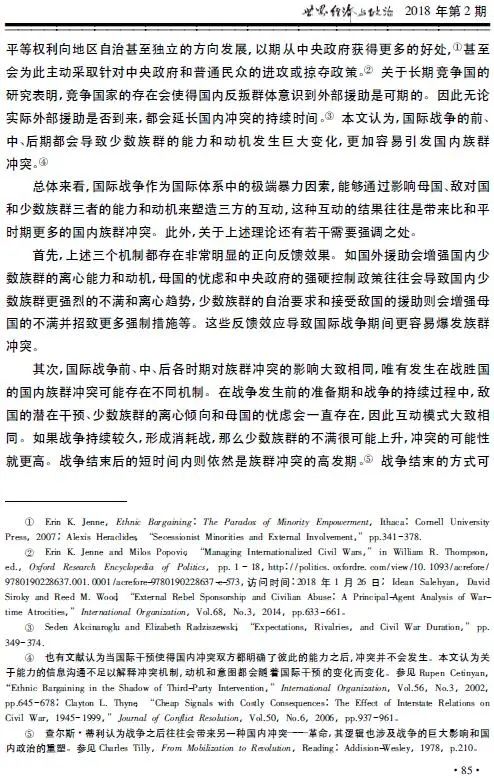 世界经济与政治 2018 年第 2 期
平等权利向地区自治甚至独立的方向发展，以期从中央政府获得更多的好处，①甚至
会为此主动采取针对中央政府和普通民众的进攻或掠夺政策。② 关于长期竞争国的
研究表明，竞争国家的存在会使得国内反叛群体意识到外部援助是可期的。因此无论
实际外部援助是否到来，都会延长国内冲突的持续时间。③ 本文认为，国际战争的前、
中、后期都会导致少数族群的能力和动机发生巨大变化，更加容易引发国内族群
冲突。④
总体来看，国际战争作为国际体系中的极端暴力因素，能够通过影响母国、敌对国
和少数族群三者的能力和动机来塑造三方的互动，这种互动的结果往往是带来比和平
时期更多的国内族群冲突。此外，关于上述理论还有若干需要强调之处。
首先，上述三个机制都存在非常明显的正向反馈效果。如国外援助会增强国内少
数族群的离心能力和动机，母国的忧虑和中央政府的强硬控制政策往往会导致国内少
数族群更强烈的不满和离心趋势，少数族群的自治要求和接受敌国的援助则会增强母
国的不满并招致更多强制措施等。这些反馈效应导致国际战争期间更容易爆发族群
冲突。
其次，国际战争前、中、后各时期对族群冲突的影响大致相同，唯有发生在战胜国
的国内族群冲突可能存在不同机制。在战争发生前的准备期和战争的持续过程中，敌
国的潜在干预、少数族群的离心倾向和母国的忧虑会一直存在，因此互动模式大致相
同。如果战争持续较久，形成消耗战，那么少数族群的不满很可能上升，冲突的可能性
就更高。战争结束后的短时间内则依然是族群冲突的高发期。⑤ 战争结束的方式可
① Erin K. Jenne, Ethnic Bargaining: The Paradox of Minority Empowerment, Ithaca: Cornell University
Press, 2007; Alexis Heraclides, “Secessionist Minorities and External Involvement,” pp.341-378.
② Erin K. Jenne and Milos Popovic, “Managing Internationalized Civil Wars,” in William R. Thompson,
ed., Oxford Research Encyclopedia of Politics, pp. 1 - 18, http://politics. oxfordre. com/view/10. 1093/acrefore/
9780190228637.001. 0001/acrefore-9780190228637-e-573, 访问时间: 2018 年 1 月 26 日; Idean Salehyan, David
Siroky and Reed M. Wood, “External Rebel Sponsorship and Civilian Abuse: A Principal-Agent Analysis of War-
time Atrocities,” International Organization, Vol.68, No.3, 2014, pp.633-661。
③ Seden Akcinaroglu and Elizabeth Radziszewski, “Expectations, Rivalries, and Civil War Duration,” pp.
349-374.
④ 也有文献认为当国际干预使得国内冲突双方都明确了彼此的能力之后，冲突并不会发生。本文认为关
于能力的信息沟通不足以解释冲突机制，动机和意图都会随着国际干预的变化而变化。参见 Rupen Cetinyan,
“Ethnic Bargaining in the Shadow of Third-Party Intervention,” International Organization, Vol.56, No.3, 2002,
pp.645-678; Clayton L. Thyne, “Cheap Signals with Costly Consequences: The Effect of Interstate Relations on
Civil War, 1945-1999,” Journal of Conflict Resolution, Vol.50, No.6, 2006, pp.937-961。
⑤ 查尔斯·蒂利认为战争之后往往会带来另一种国内冲突——革命，其逻辑也涉及战争的巨大影响和国
内政治的重塑。参见 Charles Tilly, From Mobilization to Revolution, Reading: Addision-Wesley, 1978, p.210。
· 85 ·